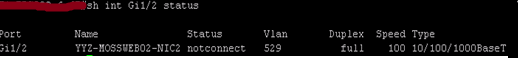 sh int Gi1/2 status
Port Name Status Vlan Duplex Speed Type
Gi1/2 YYZ-MOSSWEB02-NIC2 notconnect 529 full 100 10/100/1000BaseT